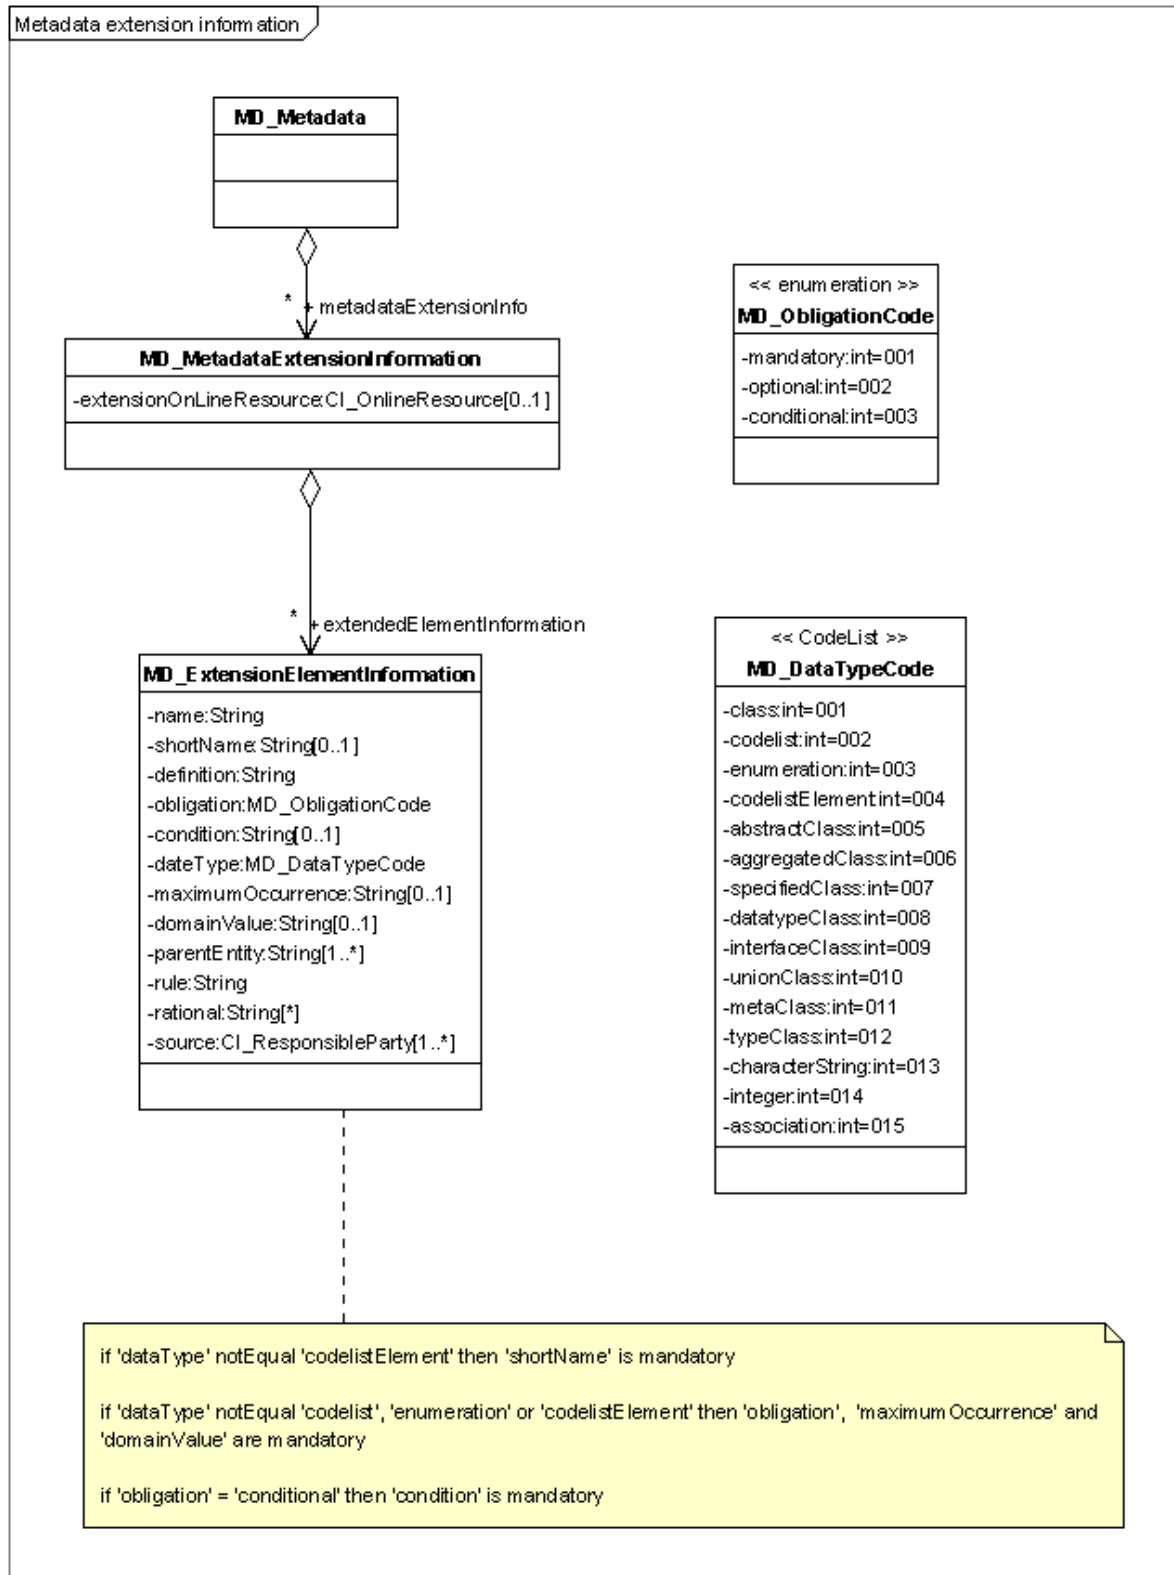 Metadata extension information
MD_Metadata
* + metadataExtensionInfo
MD_MetadataExtensionInformation
-extensionOnLineResource:CI_OnlineResource[0..1]
* + extendedElementInformation
MD_ExtensionElementInformation
-name:String
-shortName:String[0..1]
-definition:String
-obligation:MD_ObligationCode
-condition:String[0..1]
-dateType:MD_DataTypeCode
-maximumOccurrence:String[0..1]
-domainValue:String[0..1]
-parentEntity:String[1..*]
-rule:String
-rational:String[*]
-source:CI_ResponsibleParty[1..*]
<< enumeration >>
MD_ObligationCode
-mandatory:int=001
-optional:int=002
-conditional:int=003
<< CodeList >>
MD_DataTypeCode
-class:int=001
-codelist:int=002
-enumeration:int=003
-codelistElement:int=004
-abstractClass:int=005
-aggregatedClass:int=006
-specifiedClass:int=007
-datatypeClass:int=008
-interfaceClass:int=009
-unionClass:int=010
-metaClass:int=011
-typeClass:int=012
-characterString:int=013
-integer:int=014
-association:int=015
if 'dataType' notEqual 'codelistElement' then 'shortName' is mandatory
if 'dataType' notEqual 'codelist', 'enumeration' or 'codelistElement' then 'obligation', 'maximumOccurrence' and
'domainValue' are mandatory
if 'obligation' = 'conditional' then 'condition' is mandatory